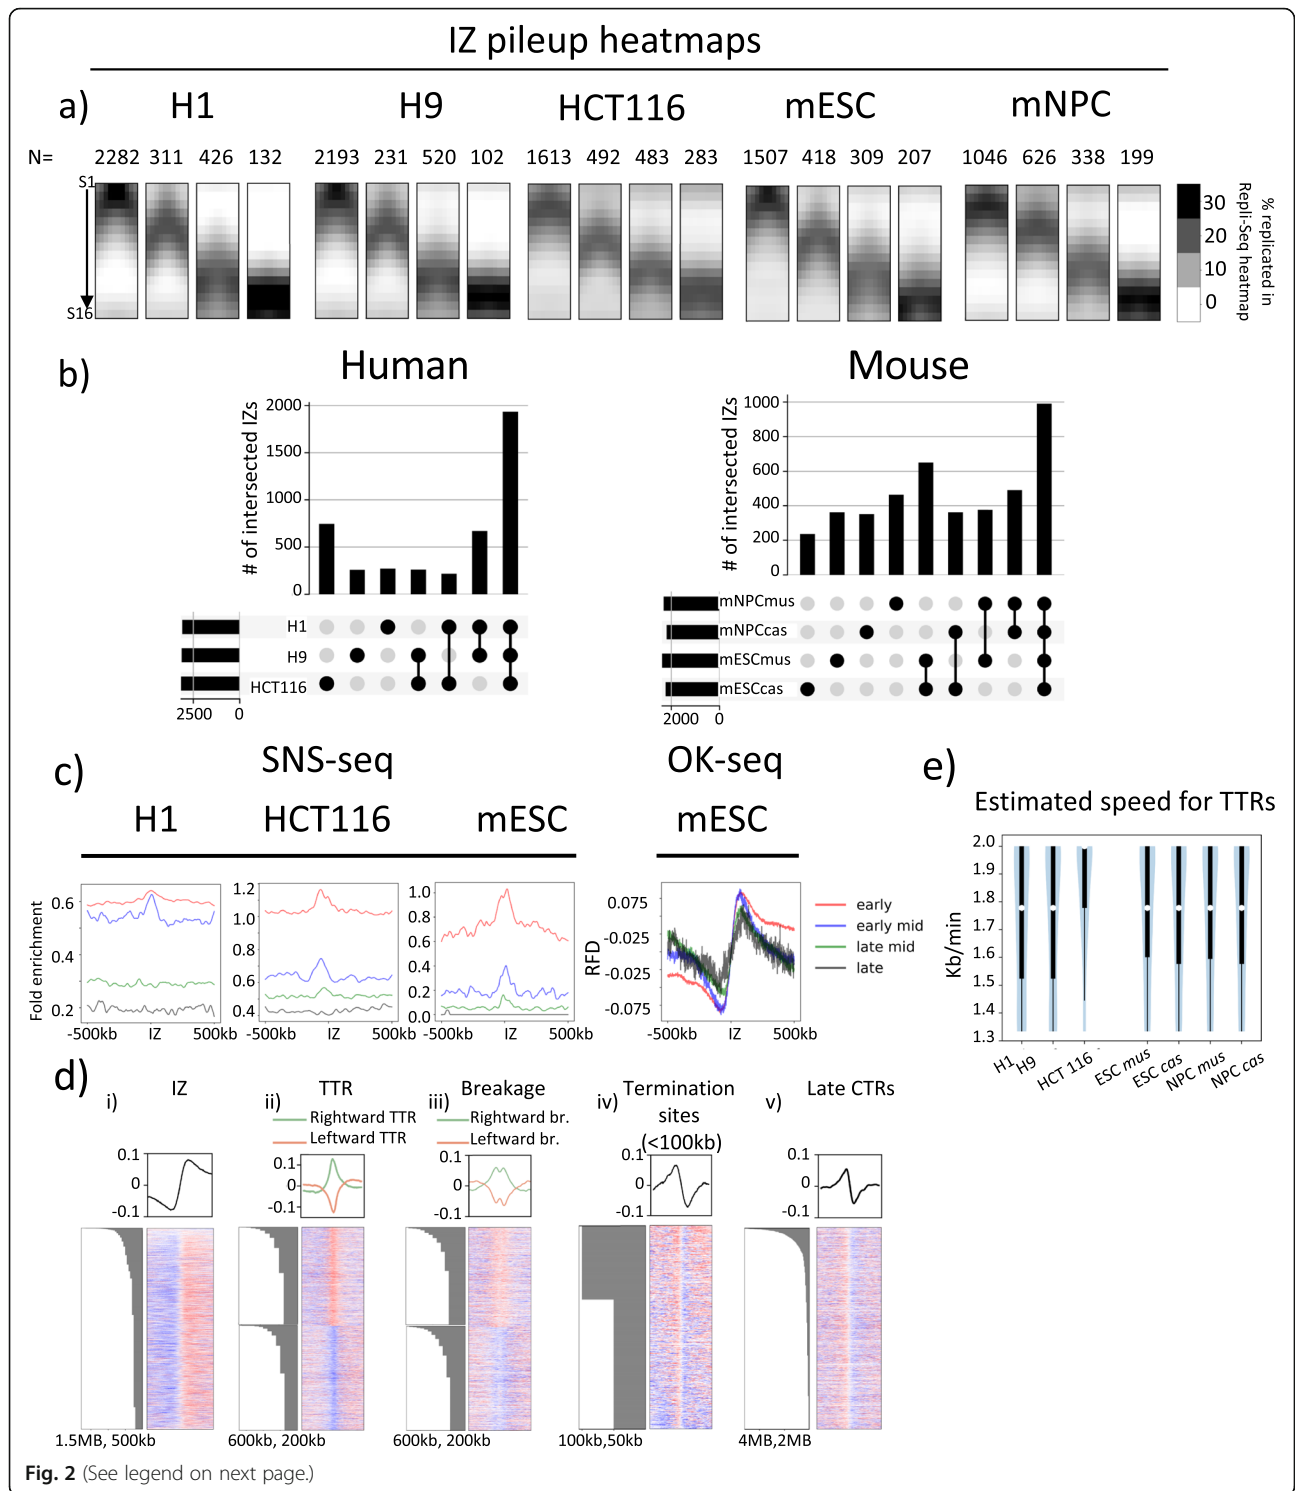 IZ pileup heatmaps
a)
H1 H9 HCT116 mESC mNPC
N= 2282 311 426 132 2193 231 520 102 1613 492 483 283 1507 418 309 207 1046 626 338 199
S1
S16
30
20
10
0
% replicated in
Repli-Seq heatmap
b)
Human Mouse
# of intersected IZs
2000
1500
1000
500
0
H1
H9
HCT116
2500 0
# of intersected IZs
1000
800
600
400
200
0
mNPCmus
mNPCcas
mESCmus
mESCcas
2000 0
c)
SNS-seq OK-seq
H1 HCT116 mESC mESC
Fold enrichment
0.6
0.4
0.2
-500kb IZ 500kb
1.2
1.0
0.8
0.6
0.4
-500kb IZ 500kb
1.0
0.8
0.6
0.4
0.2
0.0
-500kb IZ 500kb
RFD
0.075
-0.025
-0.025
-0.075
-500kb IZ 500kb
early
early mid
late mid
late
e)
Estimated speed for TTRs
Kb/min
2.0
1.9
1.8
1.7
1.6
1.5
1.4
1.3
H1
H9
HCT 116
ESC mus
ESC cas
NPC mus
NPC cas
d)
i) IZ
0.1
0
-0.1
1.5MB, 500kb
ii) TTR
Rightward TTR
Leftward TTR
0.1
0
-0.1
600kb, 200kb
iii) Breakage
Rightward br.
Leftward br.
0.1
0
-0.1
600kb, 200kb
iv) Termination
sites
(<100kb)
0.1
0
-0.1
100kb,50kb
v) Late CTRs
0.1
0
-0.1
4MB,2MB
Fig. 2 (See legend on next page.)